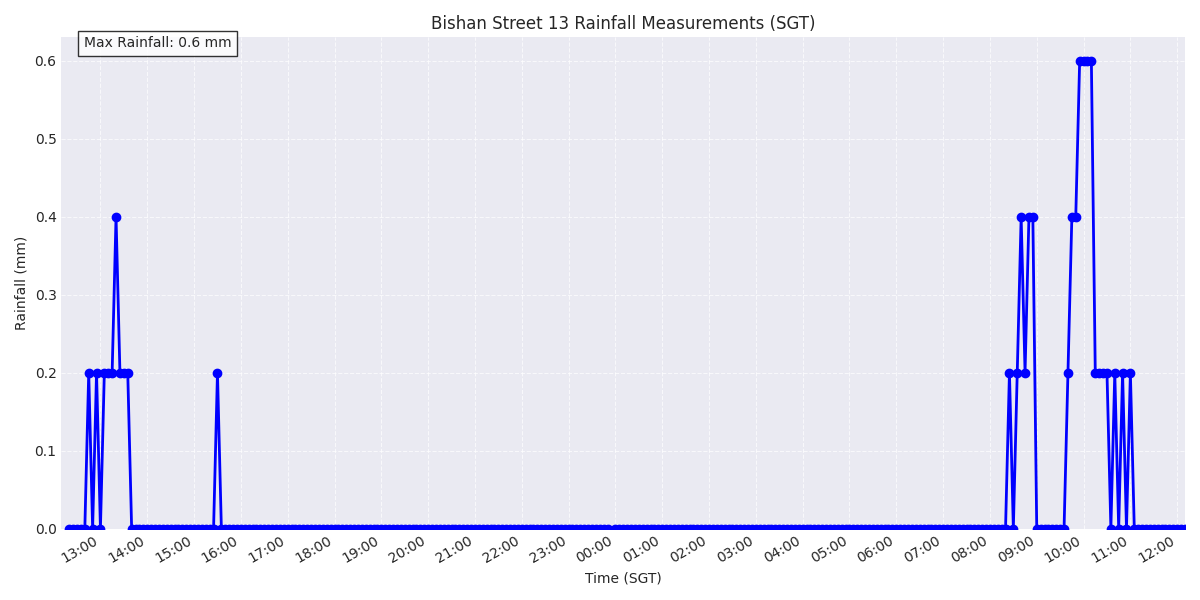 Bishan Street 13 Rainfall Measurements (SGT)
Max Rainfall: 0.6 mm
0.6
0.5
0.4
0.3
0.2
0.1
0.0
Rainfall (mm)
13:00 14:00 15:00 16:00 17:00 18:00 19:00 20:00 21:00 22:00 23:00 00:00 01:00 02:00 03:00 04:00 05:00 06:00 07:00 08:00 09:00 10:00 11:00 12:00
Time (SGT)